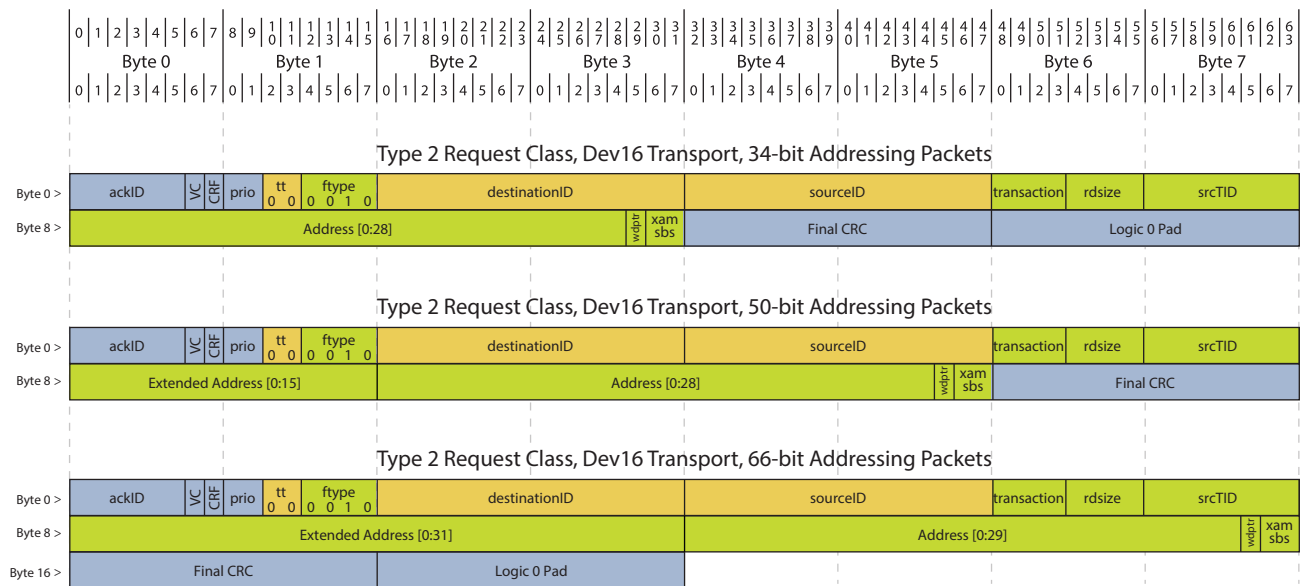 0 1 2 3 4 5 6 7 8 9 10 11 12 13 14 15 16 17 18 19 20 21 22 23 24 25 26 27 28 29 30 31 32 33 34 35 36 37 38 39 40 41 42 43 44 45 46 47 48 49 50 51 52 53 54 55 56 57 58 59 60 61 62 63
Byte 0 Byte 1 Byte 2 Byte 3 Byte 4 Byte 5 Byte 6 Byte 7
0 1 2 3 4 5 6 7 0 1 2 3 4 5 6 7 0 1 2 3 4 5 6 7 0 1 2 3 4 5 6 7 0 1 2 3 4 5 6 7 0 1 2 3 4 5 6 7 0 1 2 3 4 5 6 7 0 1 2 3 4 5 6 7
Type 2 Request Class, Dev16 Transport, 34-bit Addressing Packets
Byte 0 > ackID VC CRF prio tt 0 0 ftype 0 0 1 0 destinationID sourceID transaction rdsize srcTID
Byte 8 > Address [0:28] wdptr xam sbs Final CRC Logic 0 Pad
Type 2 Request Class, Dev16 Transport, 50-bit Addressing Packets
Byte 0 > ackID VC CRF prio tt 0 0 ftype 0 0 1 0 destinationID sourceID transaction rdsize srcTID
Byte 8 > Extended Address [0:15] Address [0:28] wdptr xam sbs Final CRC
Type 2 Request Class, Dev16 Transport, 66-bit Addressing Packets
Byte 0 > ackID VC CRF prio tt 0 0 ftype 0 0 1 0 destinationID sourceID transaction rdsize srcTID
Byte 8 > Extended Address [0:31] Address [0:29] wdptr xam sbs
Byte 16 > Final CRC Logic 0 Pad